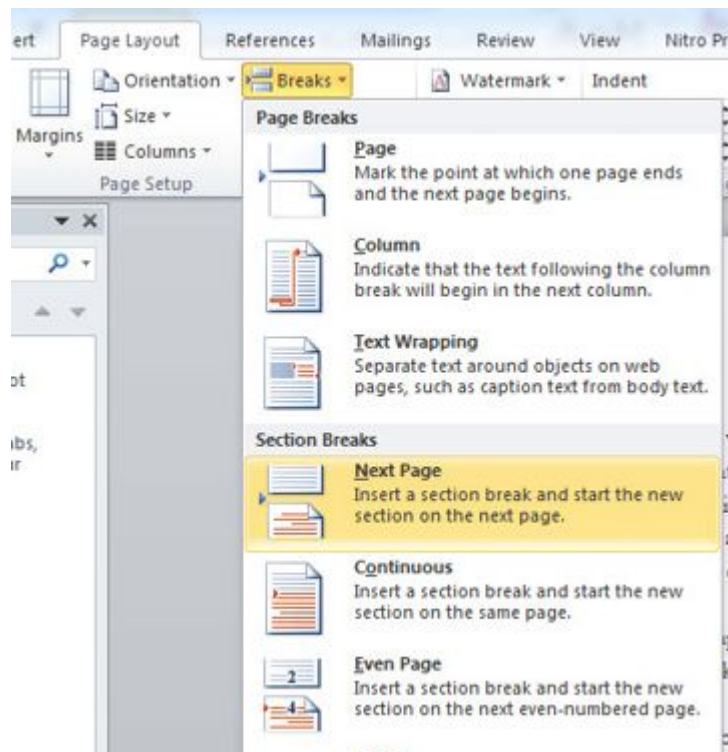 ert Page Layout References Mailings Review View Nitro Pr
Orientation Breaks Watermark Indent
Size
Margins
Columns
Page Setup
Page Breaks
Page
Mark the point at which one page ends
and the next page begins.
Column
Indicate that the text following the column
break will begin in the next column.
Text Wrapping
Separate text around objects on web
pages, such as caption text from body text.
ot
abs,
ur
Section Breaks
Next Page
Insert a section break and start the new
section on the next page.
Continuous
Insert a section break and start the new
section on the same page.
2
4
Even Page
Insert a section break and start the new
section on the next even-numbered page.